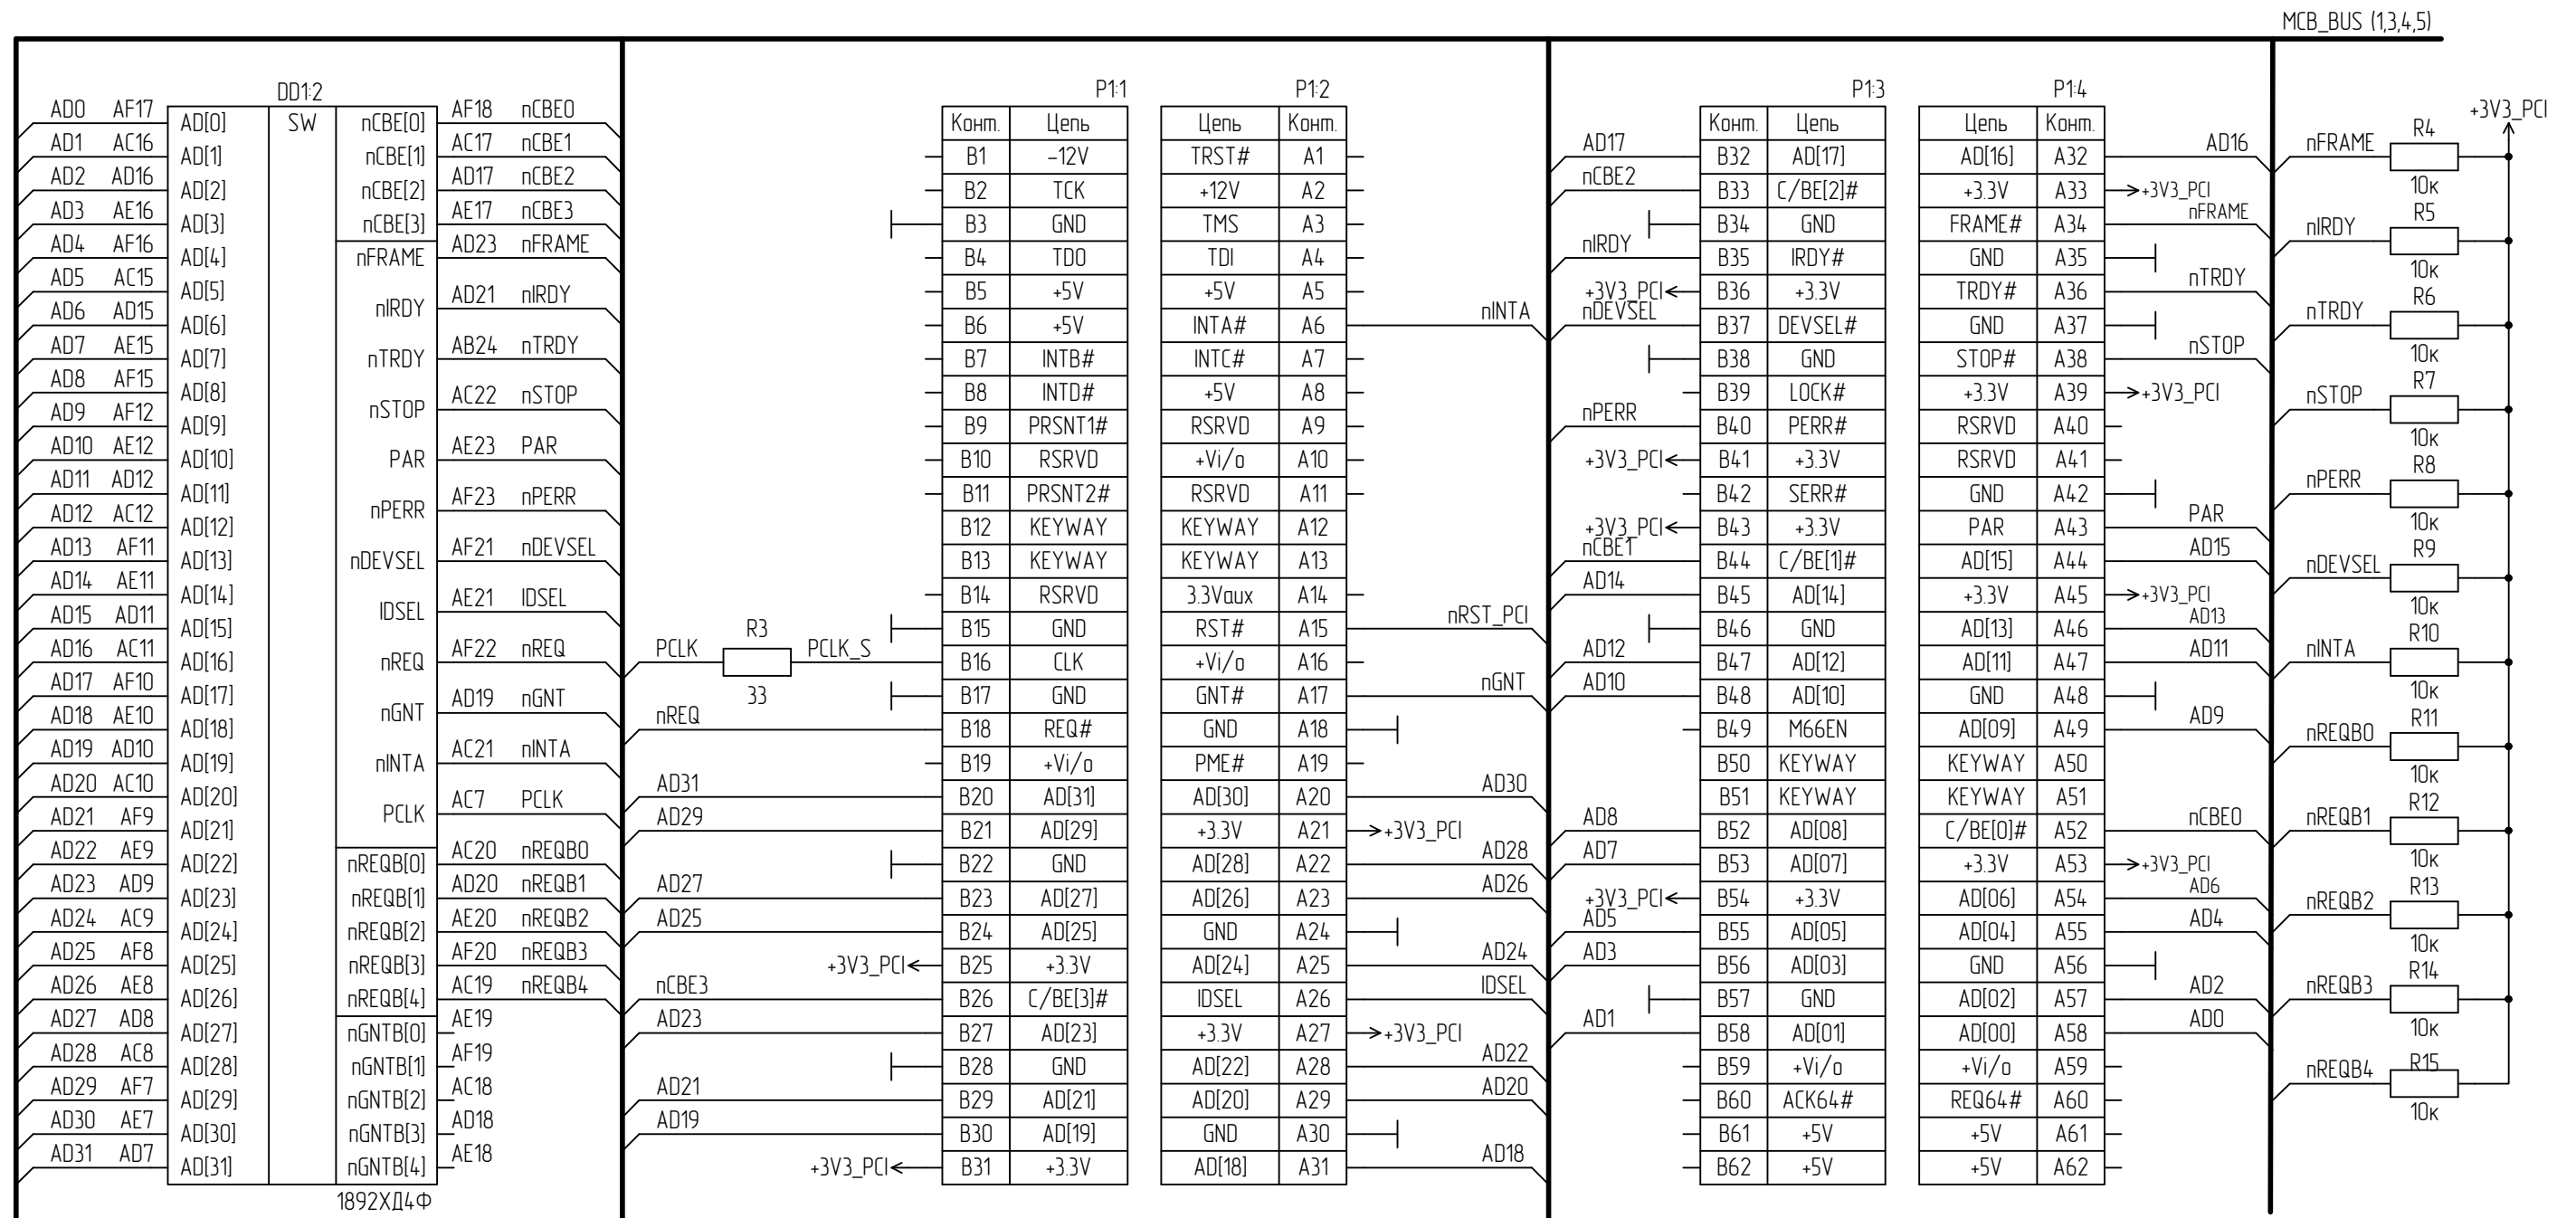 MCB_BUS (1,3,4,5)
DD1:2
SW
AD0 AF17 AD[0]
AD1 AC16 AD[1]
AD2 AD16 AD[2]
AD3 AE16 AD[3]
AD4 AF16 AD[4]
AD5 AC15 AD[5]
AD6 AD15 AD[6]
AD7 AE15 AD[7]
AD8 AF15 AD[8]
AD9 AF12 AD[9]
AD10 AE12 AD[10]
AD11 AD12 AD[11]
AD12 AC12 AD[12]
AD13 AF11 AD[13]
AD14 AE11 AD[14]
AD15 AD11 AD[15]
AD16 AC11 AD[16]
AD17 AF10 AD[17]
AD18 AE10 AD[18]
AD19 AD10 AD[19]
AD20 AC10 AD[20]
AD21 AF9 AD[21]
AD22 AE9 AD[22]
AD23 AD9 AD[23]
AD24 AC9 AD[24]
AD25 AF8 AD[25]
AD26 AE8 AD[26]
AD27 AD8 AD[27]
AD28 AC8 AD[28]
AD29 AF7 AD[29]
AD30 AE7 AD[30]
AD31 AD7 AD[31]
nCBE[0] AF18 nCBE0
nCBE[1] AC17 nCBE1
nCBE[2] AD17 nCBE2
nCBE[3] AE17 nCBE3
nFRAME AD23 nFRAME
nIRDY AD21 nIRDY
nTRDY AB24 nTRDY
nSTOP AC22 nSTOP
PAR AE23 PAR
nPERR AF23 nPERR
nDEVSEL AF21 nDEVSEL
IDSEL AE21 IDSEL
nREQ AF22 nREQ
nGNT AD19 nGNT
nINTA AC21 nINTA
PCLK AC7 PCLK
nREQB[0] AC20 nREQB0
nREQB[1] AD20 nREQB1
nREQB[2] AE20 nREQB2
nREQB[3] AF20 nREQB3
nREQB[4] AC19 nREQB4
nGNTB[0] AE19
nGNTB[1] AF19
nGNTB[2] AC18
nGNTB[3] AD18
nGNTB[4] AE18
1892ХД4Ф
P1:1
Конт. Цепь
B1 -12V
B2 TCK
B3 GND
B4 TDO
B5 +5V
B6 +5V
B7 INTB#
B8 INTD#
B9 PRSNT1#
B10 RSRVD
B11 PRSNT2#
B12 KEYWAY
B13 KEYWAY
B14 RSRVD
B15 GND
PCLK R3 33 PCLK_S B16 CLK
B17 GND
nREQ B18 REQ#
B19 +Vi/o
AD31 B20 AD[31]
AD29 B21 AD[29]
B22 GND
AD27 B23 AD[27]
AD25 B24 AD[25]
+3V3_PCI B25 +3.3V
nCBE3 B26 C/BE[3]#
AD23 B27 AD[23]
B28 GND
AD21 B29 AD[21]
AD19 B30 AD[19]
+3V3_PCI B31 +3.3V
P1:2
Цепь Конт.
TRST# A1
+12V A2
TMS A3
TDI A4
+5V A5
INTA# A6 nINTA
INTC# A7
+5V A8
RSRVD A9
+Vi/o A10
RSRVD A11
KEYWAY A12
KEYWAY A13
3.3Vaux A14
RST# A15 nRST_PCI
+Vi/o A16
GNT# A17 nGNT
GND A18
PME# A19
AD[30] A20 AD30
+3.3V A21 +3V3_PCI
AD[28] A22 AD28
AD[26] A23 AD26
GND A24
AD[24] A25 AD24
IDSEL A26 IDSEL
+3.3V A27 +3V3_PCI
AD[22] A28 AD22
AD[20] A29 AD20
GND A30
AD[18] A31 AD18
P1:3
Конт. Цепь
AD17 B32 AD[17]
nCBE2 B33 C/BE[2]#
B34 GND
nIRDY B35 IRDY#
+3V3_PCI B36 +3.3V
nDEVSEL B37 DEVSEL#
B38 GND
B39 LOCK#
nPERR B40 PERR#
+3V3_PCI B41 +3.3V
B42 SERR#
+3V3_PCI B43 +3.3V
nCBE1 B44 C/BE[1]#
AD14 B45 AD[14]
B46 GND
AD12 B47 AD[12]
AD10 B48 AD[10]
B49 M66EN
B50 KEYWAY
B51 KEYWAY
AD8 B52 AD[08]
AD7 B53 AD[07]
+3V3_PCI B54 +3.3V
AD5 B55 AD[05]
AD3 B56 AD[03]
B57 GND
AD1 B58 AD[01]
B59 +Vi/o
B60 ACK64#
B61 +5V
B62 +5V
P1:4
Цепь Конт.
AD[16] A32 AD16
+3.3V A33 +3V3_PCI
FRAME# A34 nFRAME
GND A35
TRDY# A36 nTRDY
GND A37
STOP# A38 nSTOP
+3.3V A39 +3V3_PCI
RSRVD A40
RSRVD A41
GND A42
PAR A43 PAR
AD[15] A44 AD15
+3.3V A45 +3V3_PCI
AD[13] A46 AD13
AD[11] A47 AD11
GND A48
AD[09] A49 AD9
KEYWAY A50
KEYWAY A51
C/BE[0]# A52 nCBE0
+3.3V A53 +3V3_PCI
AD[06] A54 AD6
AD[04] A55 AD4
GND A56
AD[02] A57 AD2
AD[00] A58 AD0
+Vi/o A59
REQ64# A60
+5V A61
+5V A62
+3V3_PCI
nFRAME R4 10к
nIRDY R5 10к
nTRDY R6 10к
nSTOP R7 10к
nPERR R8 10к
nDEVSEL R9 10к
nINTA R10 10к
nREQB0 R11 10к
nREQB1 R12 10к
nREQB2 R13 10к
nREQB3 R14 10к
nREQB4 R15 10к